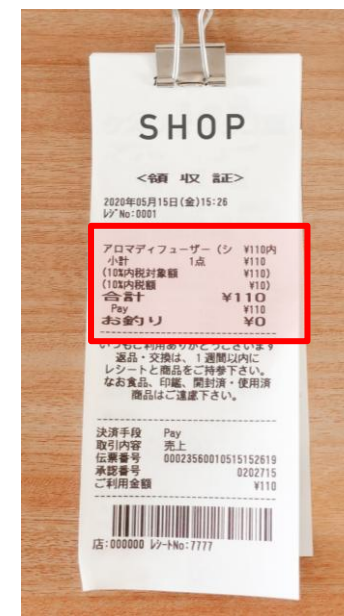 SHOP
<領収証>
2020年05月15日(金)15:26
ﾚｼﾞNo:0001
アロマディフューザー (シ ¥110内
小計 1点 ¥110
(10%内税対象額 ¥110)
(10%内税額 ¥10)
合計 ¥110
Pay ¥110
お釣り ¥0
いつもご利用ありがとうございます
返品・交換は、1週間以内に
レシートと商品をご持参下さい。
なお食品、印鑑、開封済・使用済
商品はご遠慮下さい。
決済手段 Pay
取引内容 売上
伝票番号 00023560010515152619
承認番号 0202715
ご利用金額 ¥110
店:000000 ﾚｼｰﾄNo:7777